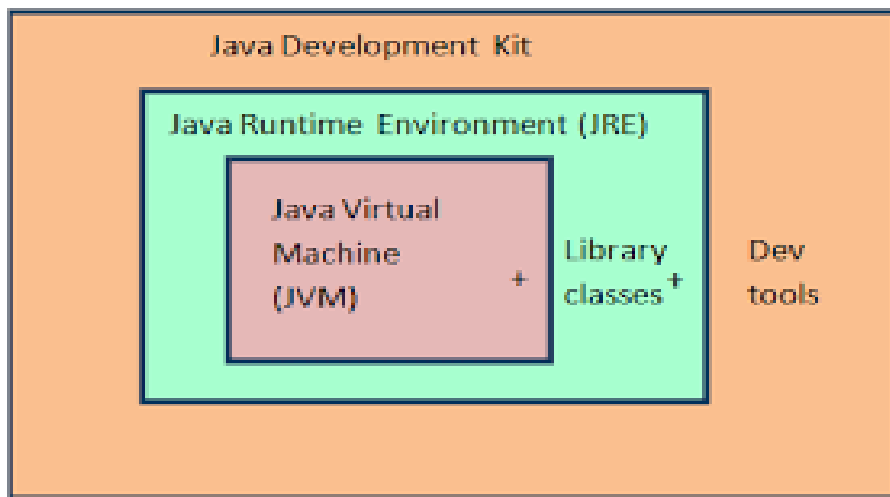 Java Development Kit
Java Runtime Environment (JRE)
Java Virtual
Machine
(JVM)
+
Library
classes
+
Dev
tools